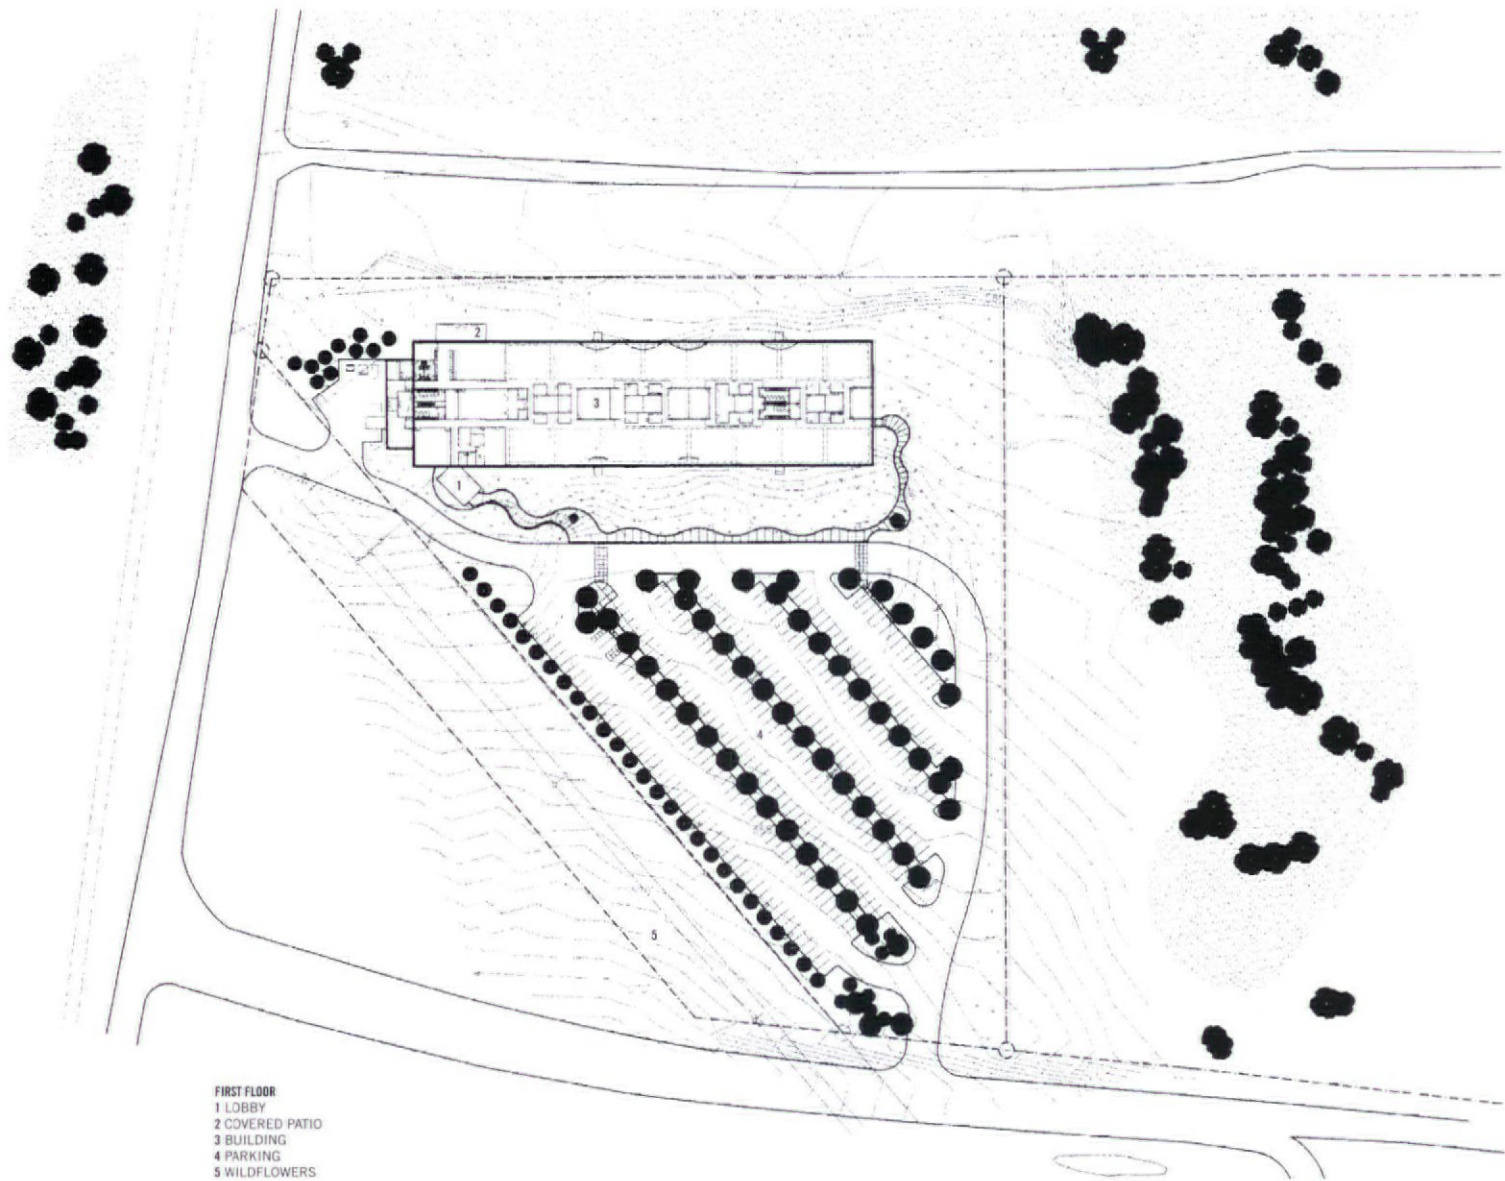 2
3
1
4
5
FIRST FLOOR
1 LOBBY
2 COVERED PATIO
3 BUILDING
4 PARKING
5 WILDFLOWERS